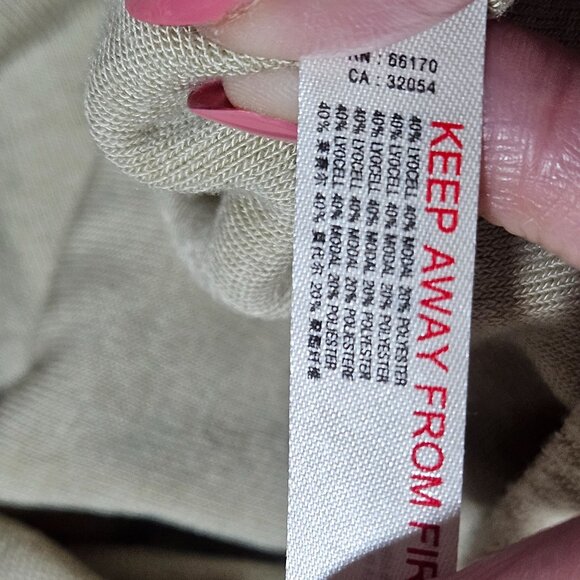 RN : 66170
CA : 32054
KEEP AWAY FROM FIR
40% LYOCELL 40% MODAL 20% POLYESTER
40% LYOCELL 40% MODAL 20% POLYESTER
40% LYOCELL 40% MODAL 20% POLYESTER
40% LYOCELL 40% MODAL 20%
40% LYOCELL 40% MODAL 20% POLYESTER
40% 莱赛尔 40% 莫代尔 20% 聚酯纤维